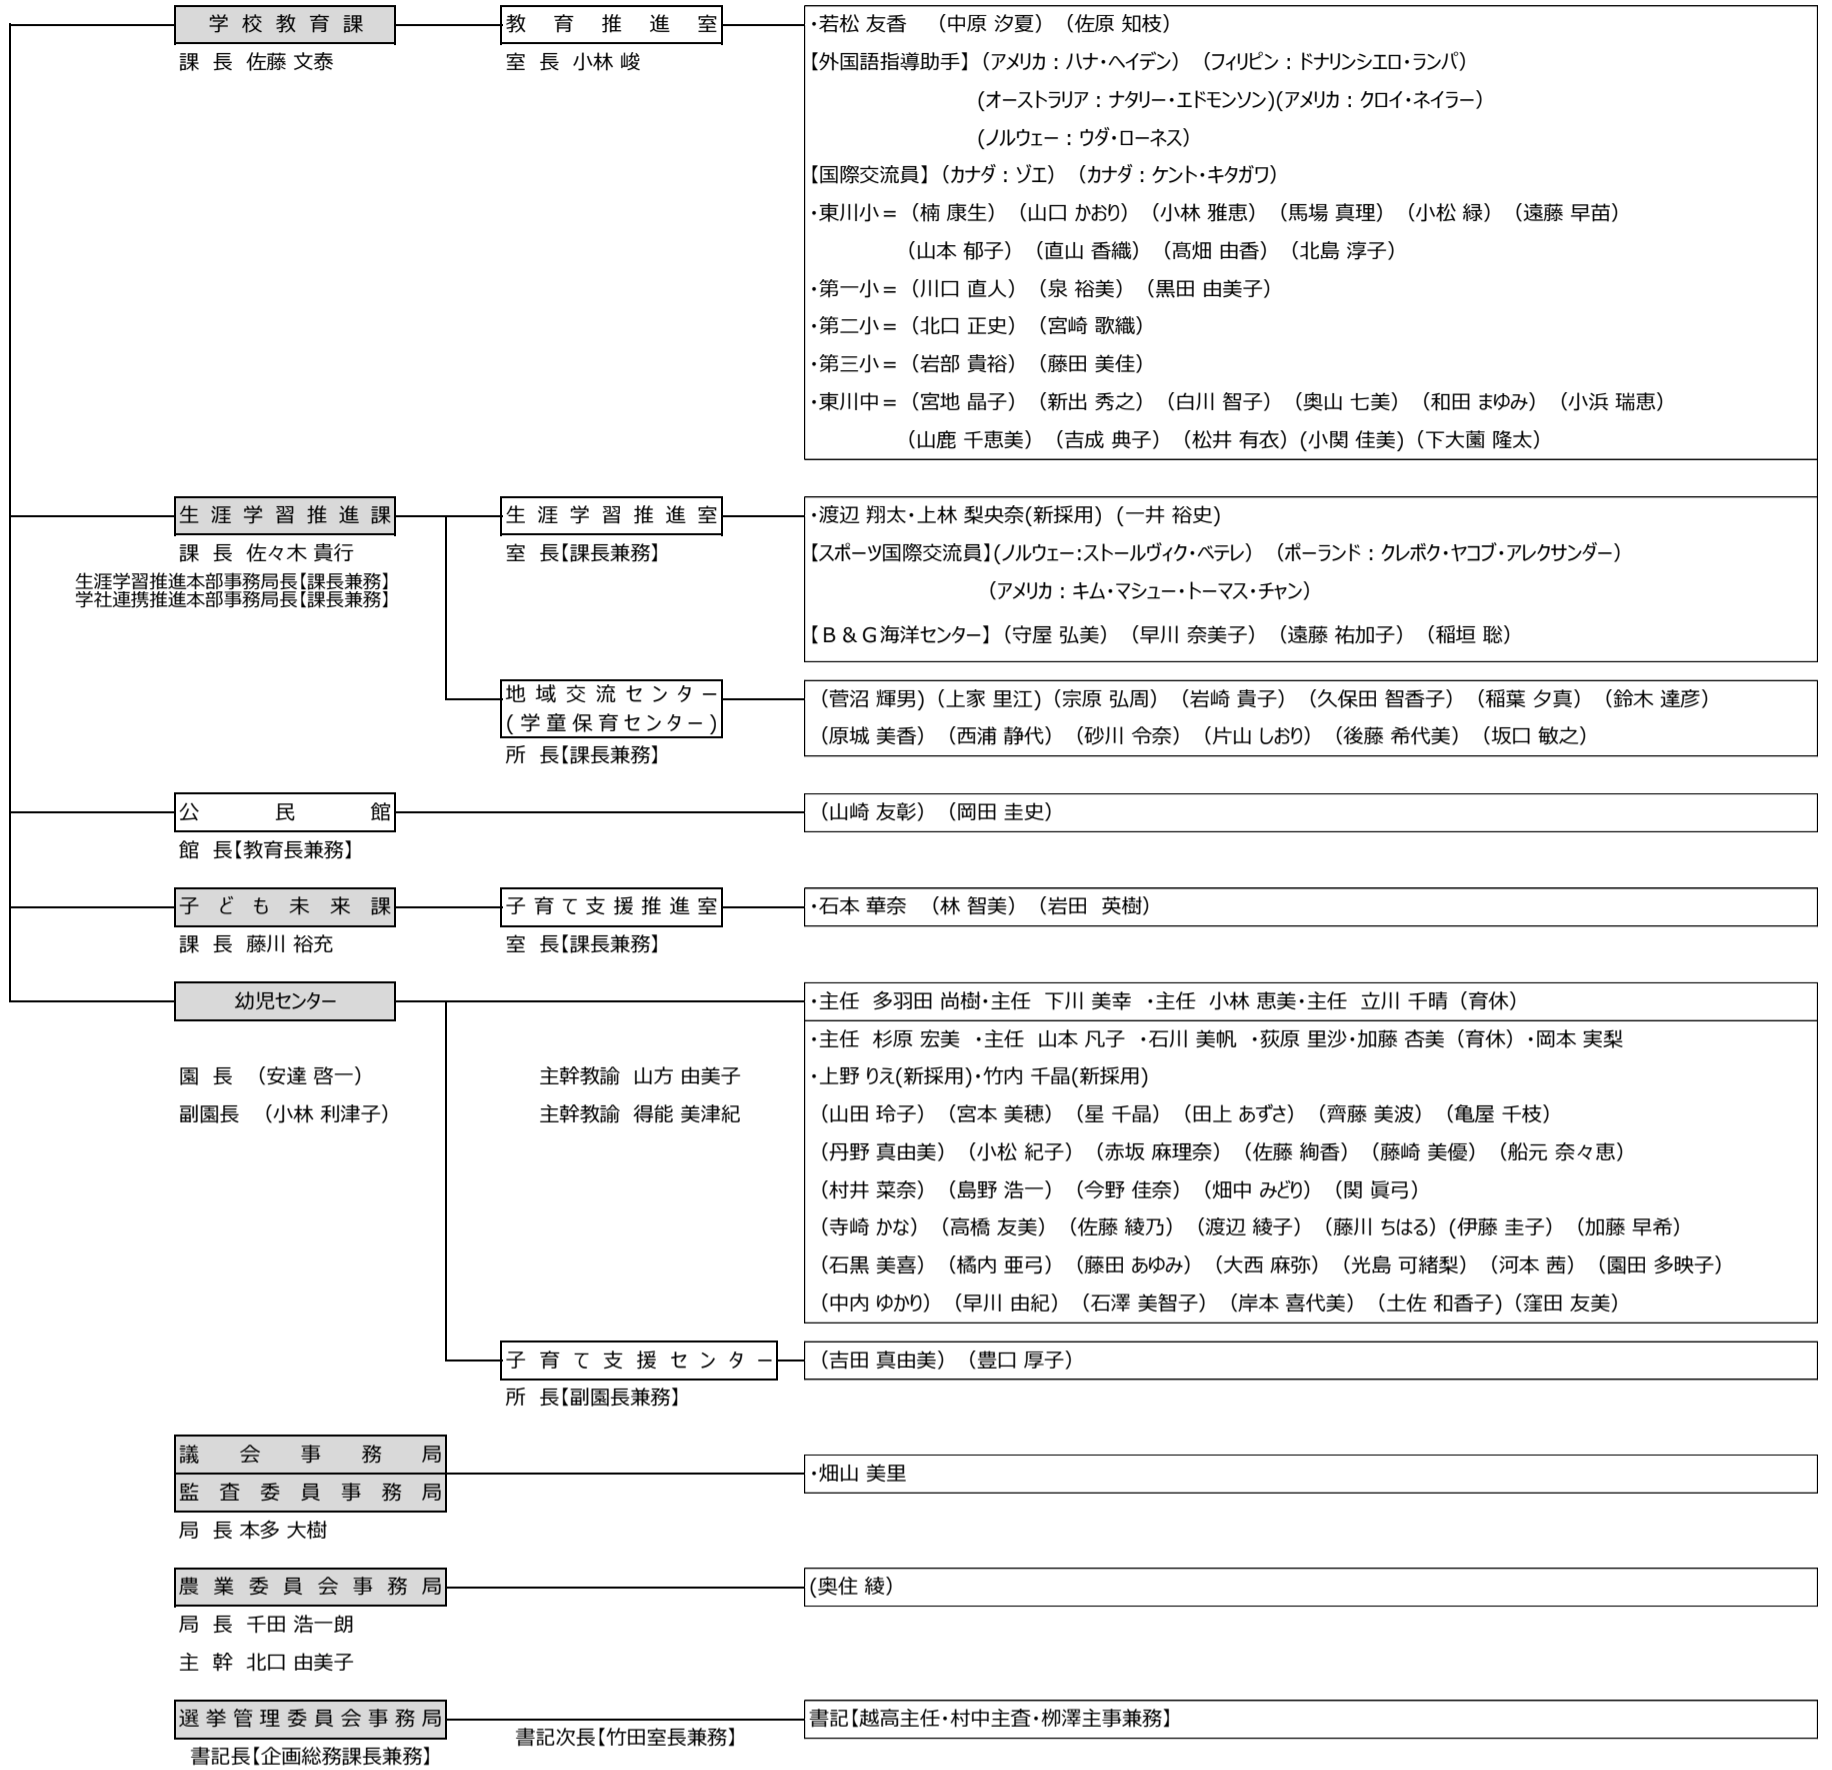 学校教育課 教育推進室 ・若松 友香 （中原 汐夏）（佐原 知枝）
課 長 佐藤 文泰 室 長 小林 峻 【外国語指導助手】（アメリカ：ハナ・ヘイデン）（フィリピン：ドナリンシエロ・ランパ）
(オーストラリア：ナタリー・エドモンソン)(アメリカ：クロイ・ネイラー）
(ノルウェー：ウダ・ローネス）
【国際交流員】（カナダ：ゾエ）（カナダ：ケント・キタガワ）
・東川小＝（楠 康生）（山口 かおり）（小林 雅恵）（馬場 真理）（小松 緑）（遠藤 早苗）
（山本 郁子）（直山 香織）（髙畑 由香）（北島 淳子）
・第一小＝（川口 直人）（泉 裕美）（黒田 由美子）
・第二小＝（北口 正史）（宮崎 歌織）
・第三小＝（岩部 貴裕）（藤田 美佳）
・東川中＝（宮地 晶子）（新出 秀之）（白川 智子）（奥山 七美）（和田 まゆみ）（小浜 瑞恵）
（山鹿 千恵美）（吉成 典子）（松井 有衣）(小関 佳美)（下大薗 隆太）
生涯学習推進課 生涯学習推進室 ・渡辺 翔太・上林 梨央奈(新採用) (一井 裕史)
課 長 佐々木 貴行 室 長【課長兼務】 【スポーツ国際交流員】(ノルウェー:ストールヴィク・ベテレ）（ポーランド：クレボク・ヤコブ・アレクサンダー）
生涯学習推進本部事務局長【課長兼務】
学社連携推進本部事務局長【課長兼務】 （アメリカ：キム・マシュー・トーマス・チャン）
【Ｂ＆Ｇ海洋センター】（守屋 弘美）（早川 奈美子）（遠藤 祐加子）（稲垣 聡）
地域交流センター （菅沼 輝男)（上家 里江)（宗原 弘周）（岩崎 貴子）（久保田 智香子）（稲葉 夕真）（鈴木 達彦）
(学童保育センター) （原城 美香）（西浦 静代）（砂川 令奈）（片山 しおり）（後藤 希代美）（坂口 敏之）
所 長【課長兼務】
公民館 （山崎 友彰）（岡田 圭史）
館 長【教育長兼務】
子ども未来課 子育て支援推進室 ・石本 華奈 （林 智美）（岩田 英樹）
課 長 藤川 裕充 室 長【課長兼務】
幼児センター ・主任 多羽田 尚樹・主任 下川 美幸 ・主任 小林 恵美・主任 立川 千晴（育休）
・主任 杉原 宏美 ・主任 山本 凡子 ・石川 美帆 ・荻原 里沙・加藤 杏美（育休）・岡本 実梨
園 長 （安達 啓一） 主幹教諭 山方 由美子 ・上野 りえ(新採用)・竹内 千晶(新採用)
副園長 （小林 利津子） 主幹教諭 得能 美津紀 （山田 玲子）（宮本 美穂）（星 千晶）（田上 あずさ）（齊藤 美波）（亀屋 千枝）
（丹野 真由美）（小松 紀子）（赤坂 麻理奈）（佐藤 絢香）（藤崎 美優）（船元 奈々恵）
（村井 菜奈）（島野 浩一）（今野 佳奈）（畑中 みどり）（関 眞弓）
（寺崎 かな）（高橋 友美）（佐藤 綾乃）（渡辺 綾子）（藤川 ちはる）(伊藤 圭子）（加藤 早希）
（石黒 美喜）（橘内 亜弓）（藤田 あゆみ）（大西 麻弥）（光島 可緒梨）（河本 茜）（園田 多映子）
（中内 ゆかり）（早川 由紀）（石澤 美智子）（岸本 喜代美）（土佐 和香子)（窪田 友美）
子育て支援センター （吉田 真由美）（豊口 厚子）
所 長【副園長兼務】
議会事務局
・畑山 美里
監査委員事務局
局 長 本多 大樹
農業委員会事務局 (奥住 綾）
局 長 千田 浩一朗
主 幹 北口 由美子
選挙管理委員会事務局 書記【越高主任・村中主査・栁澤主事兼務】
書記次長【竹田室長兼務】
書記長【企画総務課長兼務】